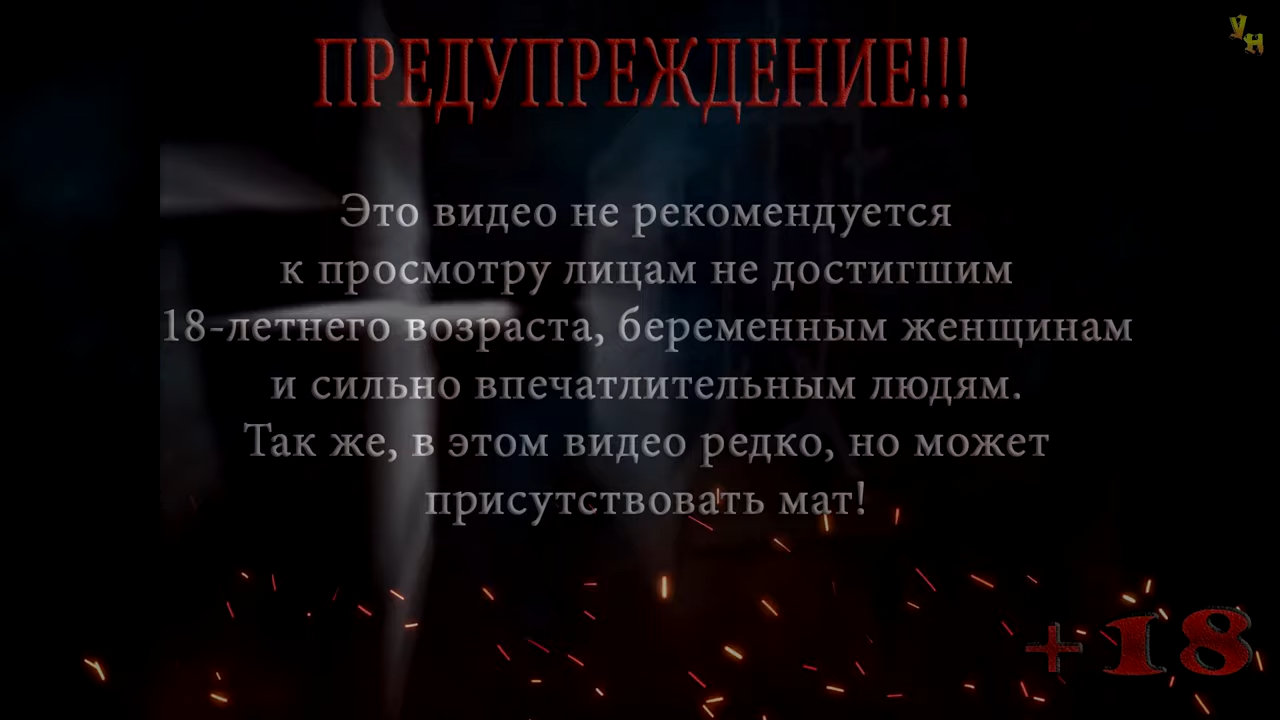 УН
ПРЕДУПРЕЖДЕНИЕ!!!
Это видео не рекомендуется
к просмотру лицам не достигшим
18-летнего возраста, беременным женщинам
и сильно впечатлительным людям.
Так же, в этом видео редко, но может
присутствовать мат!
+18